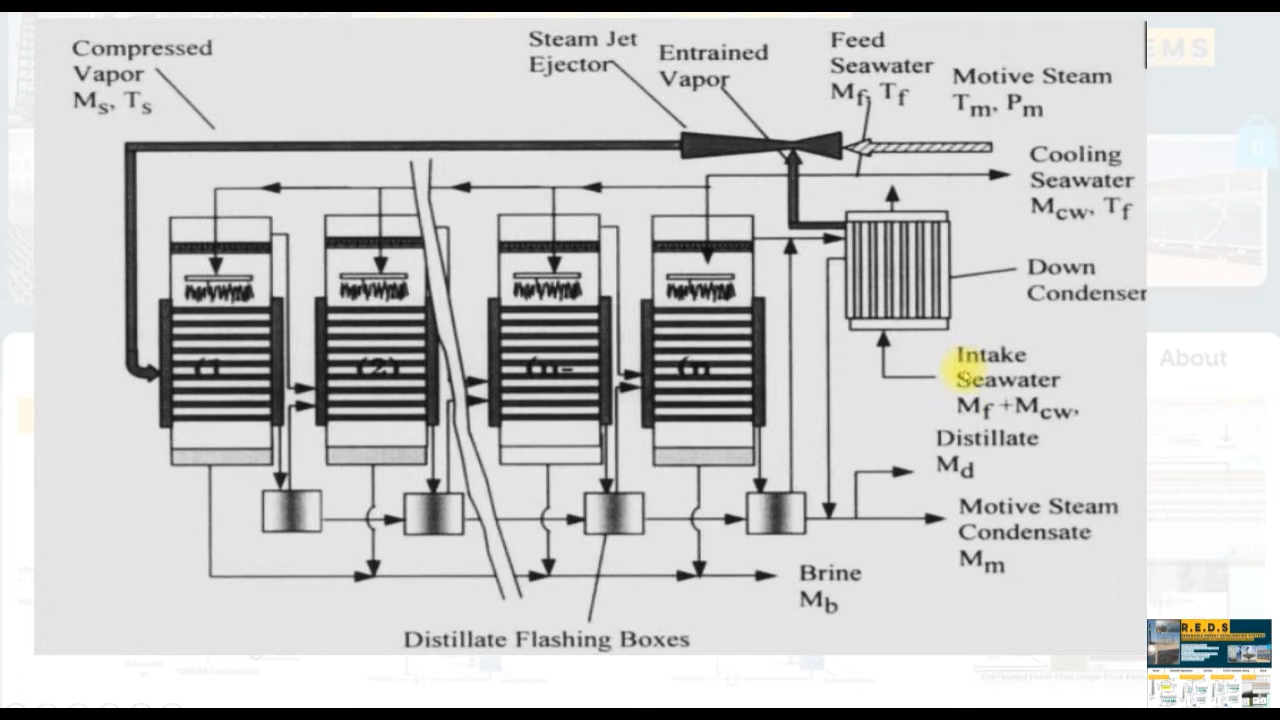 Compressed
Vapor
Ms, Ts
Steam Jet
Ejector
Entrained
Vapor
Feed
Seawater
Mf, Tf
Motive Steam
Tm, Pm
Cooling
Seawater
Mcw, Tf
Down
Condenser
Intake
Seawater
Mf +Mcw,
Distillate
Md
Motive Steam
Condensate
Mm
Brine
Mb
Distillate Flashing Boxes
(1
(2)
(n-
(n
EMS
0
About
R.E.D.S